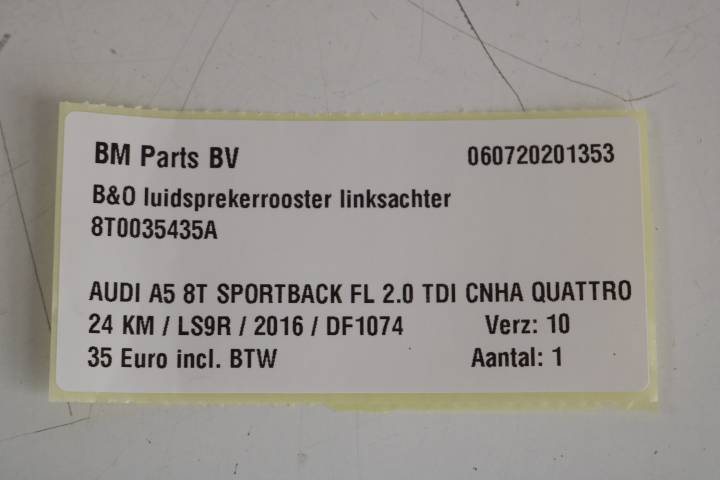 BM Parts BV 060720201353
B&O luidsprekerrooster linksachter
8T0035435A
AUDI A5 8T SPORTBACK FL 2.0 TDI CNHA QUATTRO
24 KM / LS9R / 2016 / DF1074 Verz: 10
35 Euro incl. BTW Aantal: 1